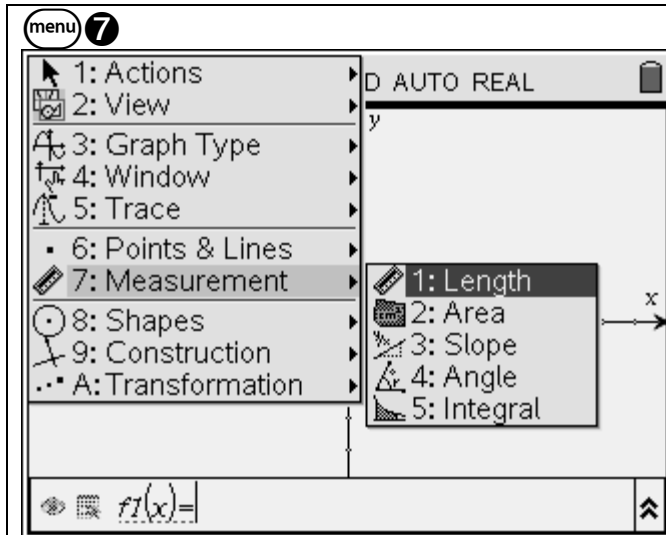 menu 7
1: Actions
D AUTO REAL
2: View
y
3: Graph Type
4: Window
5: Trace
6: Points & Lines
7: Measurement
1: Length
x
8: Shapes
2: Area
9: Construction
3: Slope
A: Transformation
4: Angle
5: Integral
f1(x)=